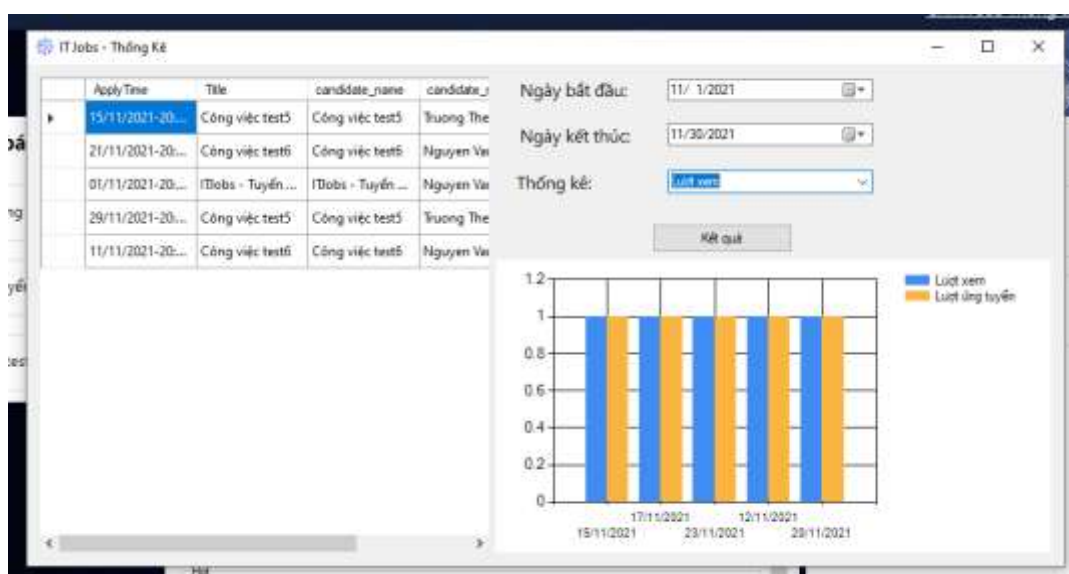 ITJobs - Thống Kê
ApplyTime Title candidate_name candidate_
15/11/2021-20:... Công việc test5 Công việc test5 Truong The
21/11/2021-20:... Công việc test6 Công việc test6 Nguyen Van
01/11/2021-20:... ITJobs - Tuyển ... ITJobs - Tuyển ... Nguyen Van
29/11/2021-20:... Công việc test5 Công việc test5 Truong The
11/11/2021-20:... Công việc test6 Công việc test6 Nguyen Van
Ngày bắt đầu: 11/ 1/2021
Ngày kết thúc: 11/30/2021
Thống kê: Lượt xem
Kết quả
Lượt xem
Lượt ứng tuyển
1.2
1
0.8
0.6
0.4
0.2
0
17/11/2021 12/11/2021
15/11/2021 23/11/2021 29/11/2021